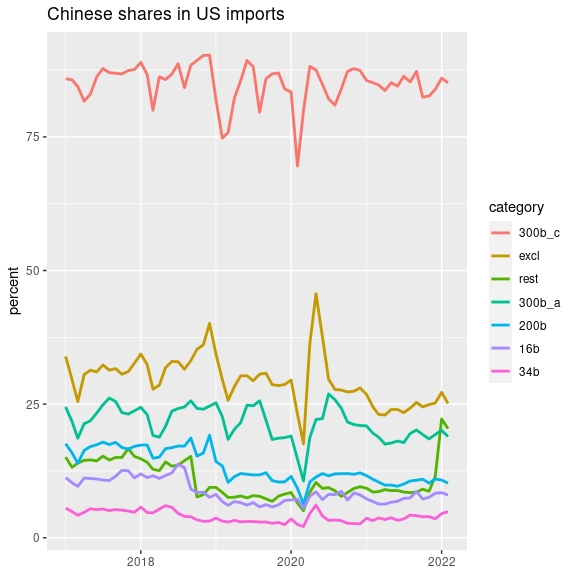 Chinese shares in US imports
percent
75
50
25
0
2018
2020
2022
category
300b_c
excl
rest
300b_a
200b
16b
34b